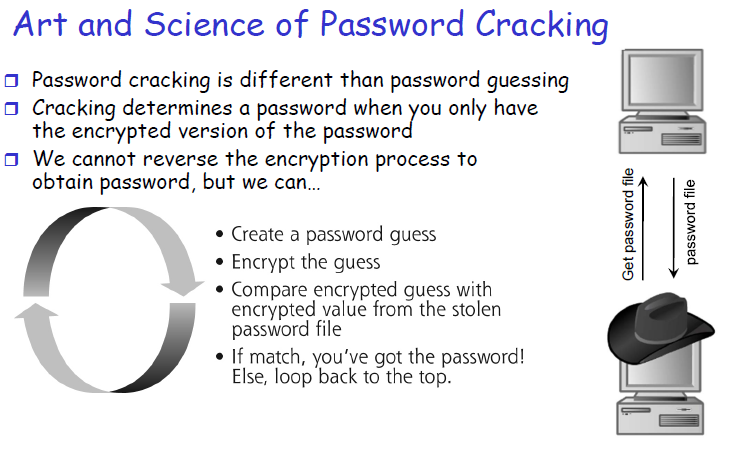 Art and Science of Password Cracking
Password cracking is different than password guessing
Cracking determines a password when you only have
the encrypted version of the password
We cannot reverse the encryption process to
obtain password, but we can…
• Create a password guess
• Encrypt the guess
• Compare encrypted guess with
encrypted value from the stolen
password file
• If match, you've got the password!
Else, loop back to the top.
Get password file
password file